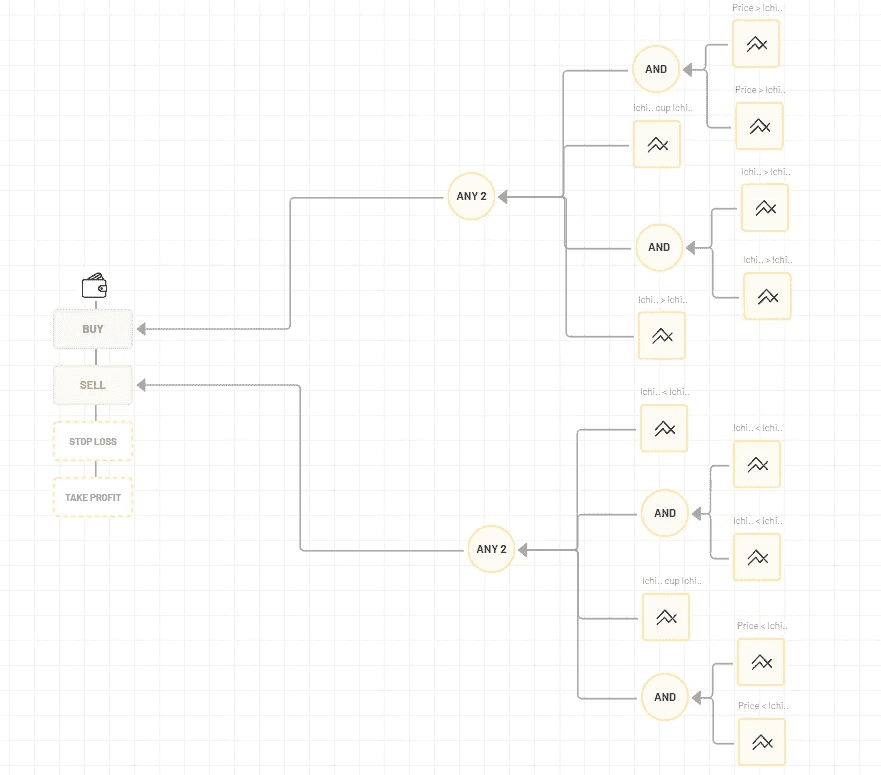 Price > Ichi..
AND
Price > Ichi..
Ichi.. cup Ichi..
Ichi.. > Ichi..
ANY 2
AND
Ichi.. > Ichi..
Ichi.. > Ichi..
BUY
SELL
STOP LOSS
TAKE PROFIT
Ichi.. < Ichi..
Ichi.. < Ichi..
AND
Ichi.. < Ichi..
ANY 2
Ichi.. cup Ichi..
Price < Ichi..
AND
Price < Ichi..